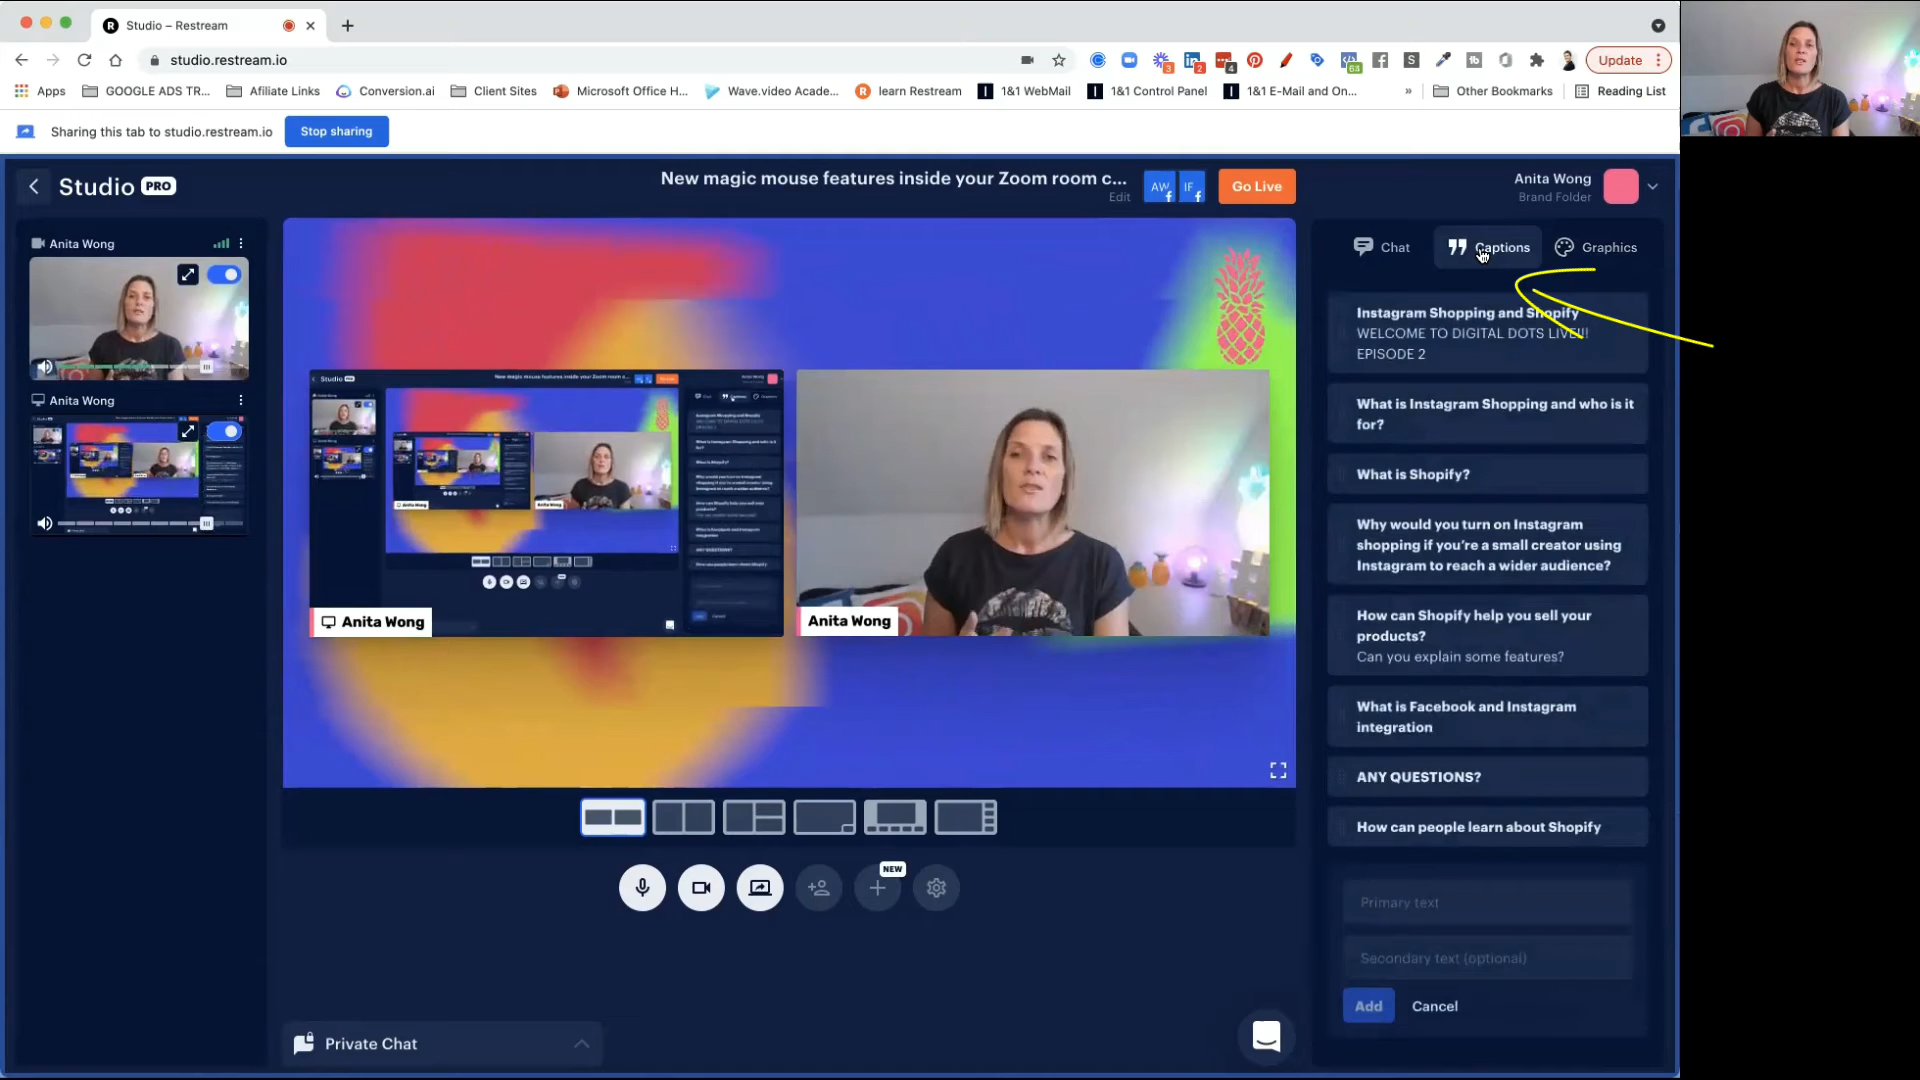 Studio – Restream
studio.restream.io
Update
3
2
4
63
Apps
GOOGLE ADS TR...
Afiliate Links
Conversion.ai
Client Sites
Microsoft Office H...
Wave.video Acade...
learn Restream
1&1 WebMail
1&1 Control Panel
1&1 E-Mail and On...
»
Other Bookmarks
Reading List
Sharing this tab to studio.restream.io
Stop sharing
Studio PRO
New magic mouse features inside your Zoom room c...
Edit
AW
IF
Go Live
Anita Wong
Brand Folder
Anita Wong
Anita Wong
Anita Wong
Anita Wong
NEW
Private Chat
Chat
Captions
Graphics
Instagram Shopping and Shopify
WELCOME TO DIGITAL DOTS LIVE!!!
EPISODE 2
What is Instagram Shopping and who is it
for?
What is Shopify?
Why would you turn on Instagram
shopping if you're a small creator using
Instagram to reach a wider audience?
How can Shopify help you sell your
products?
Can you explain some features?
What is Facebook and Instagram
integration
ANY QUESTIONS?
How can people learn about Shopify
Primary text
Secondary text (optional)
Add
Cancel